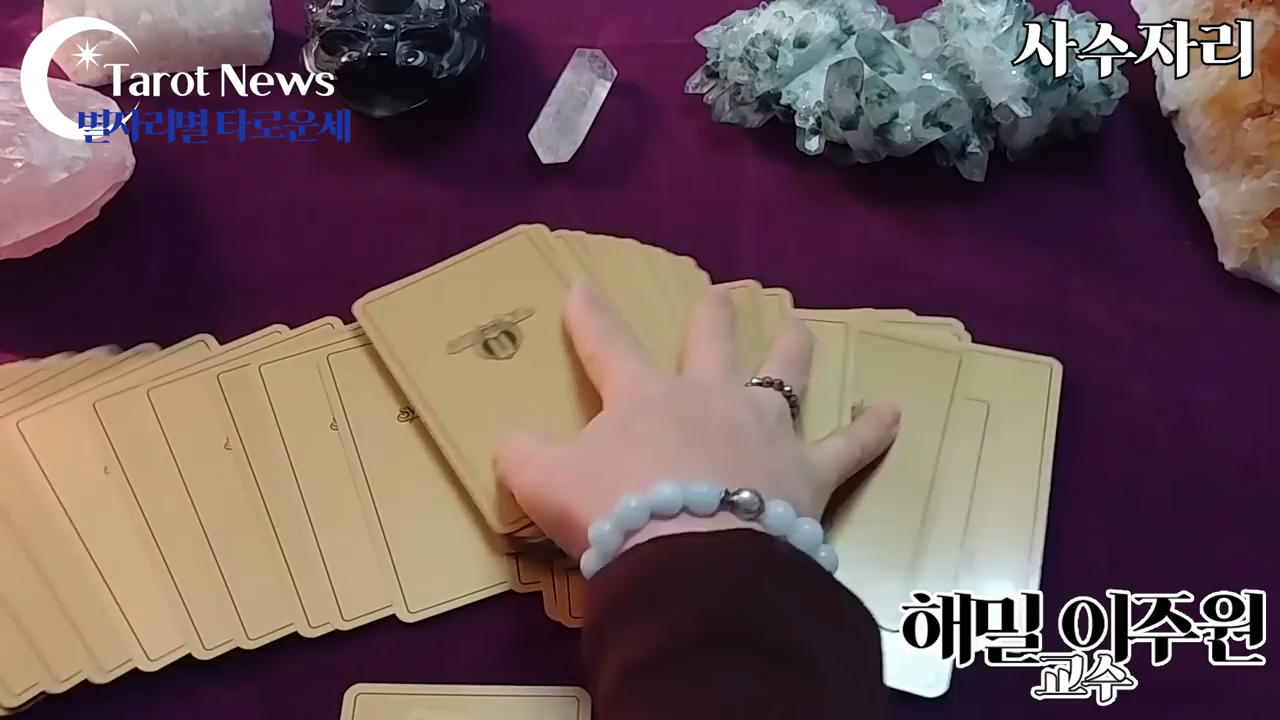 Tarot News
별자리별 타로운세
사수자리
해밀 이주원
교수